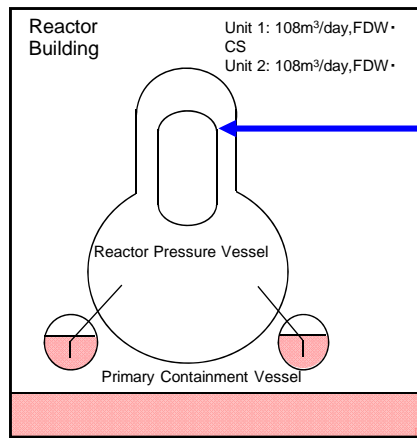 Reactor
Building
Unit 1: 108m³/day,FDW・
CS
Unit 2: 108m³/day,FDW・
Reactor Pressure Vessel
Primary Containment Vessel